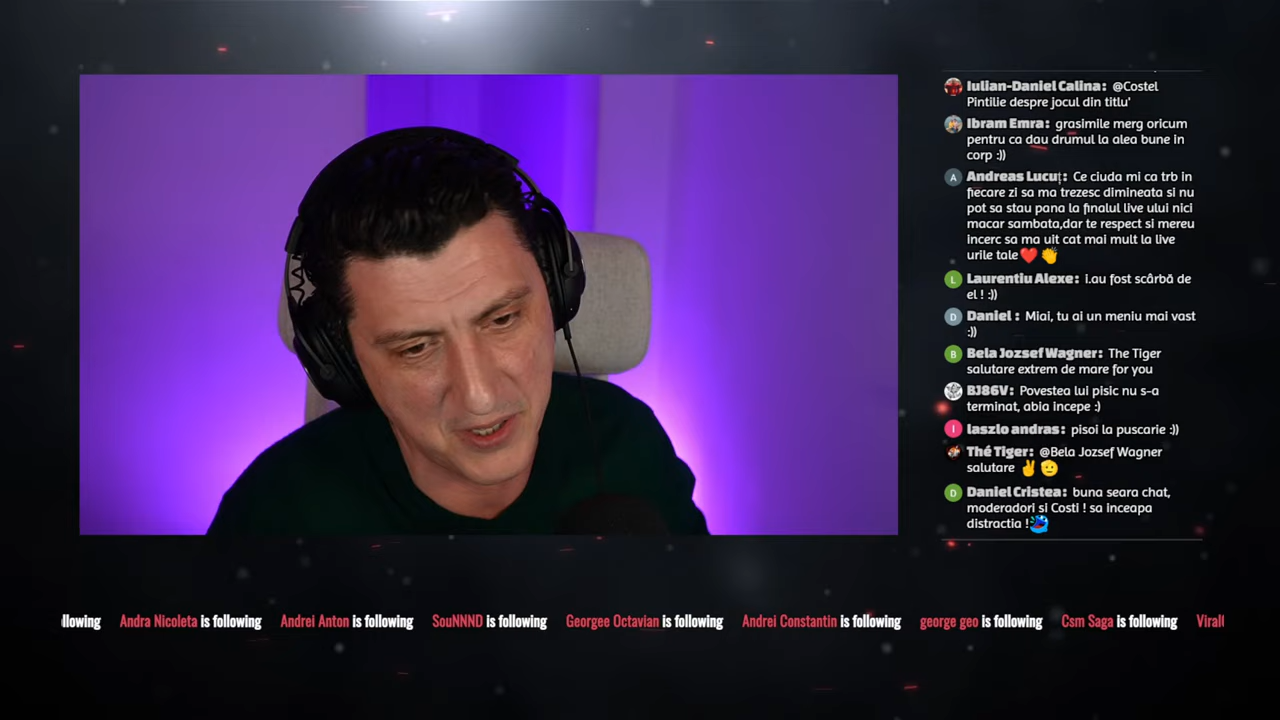 Iulian-Daniel Calina: @Costel
Pintilie despre jocul din titlu'
Ibram Emra: grasimile merg oricum
pentru ca dau drumul la alea bune in
corp :))
A Andreas Lucuț: Ce ciuda mi ca trb in
fiecare zi sa ma trezesc dimineata si nu
pot sa stau pana la finalul live ului nici
macar sambata,dar te respect si mereu
incerc sa ma uit cat mai mult la live
urile tale❤️👏
L Laurentiu Alexe: i.au fost scârbă de
el ! :))
D Daniel : Miai, tu ai un meniu mai vast
:))
B Bela Jozsef Wagner: The Tiger
salutare extrem de mare for you
BJ86V: Povestea lui pisic nu s-a
terminat, abia incepe :)
l laszlo andras: pisoi la puscarie :))
Thé Tiger: @Bela Jozsef Wagner
salutare ✌️🫡
D Daniel Cristea: buna seara chat,
moderadori si Costi ! sa inceapa
distractia !
llowing Andra Nicoleta is following Andrei Anton is following SouNNND is following Georgee Octavian is following Andrei Constantin is following george geo is following Csm Saga is following Viral